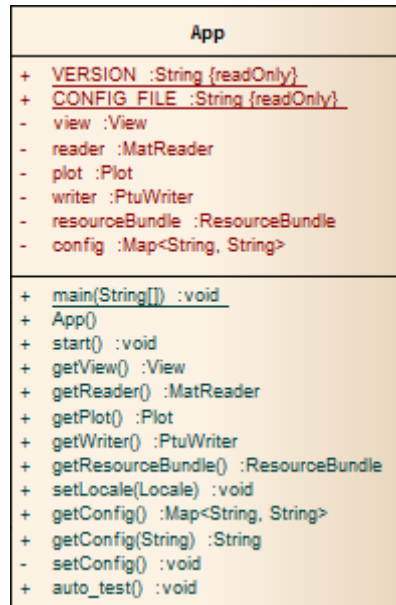 App
+ VERSION :String {readOnly}
+ CONFIG_FILE :String {readOnly}
- view :View
- reader :MatReader
- plot :Plot
- writer :PtuWriter
- resourceBundle :ResourceBundle
- config :Map<String, String>
+ main(String[]) :void
+ App()
+ start() :void
+ getView() :View
+ getReader() :MatReader
+ getPlot() :Plot
+ getWriter() :PtuWriter
+ getResourceBundle() :ResourceBundle
+ setLocale(Locale) :void
+ getConfig() :Map<String, String>
+ getConfig(String) :String
- setConfig() :void
+ auto_test() :void